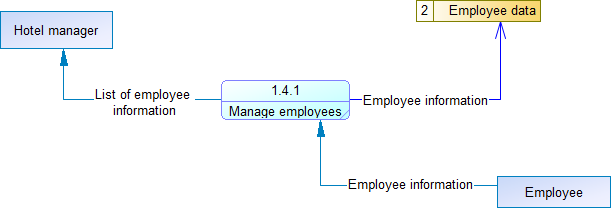 2 Employee data
Hotel manager
1.4.1
List of employee
information
Employee information
Manage employees
Employee information
Employee